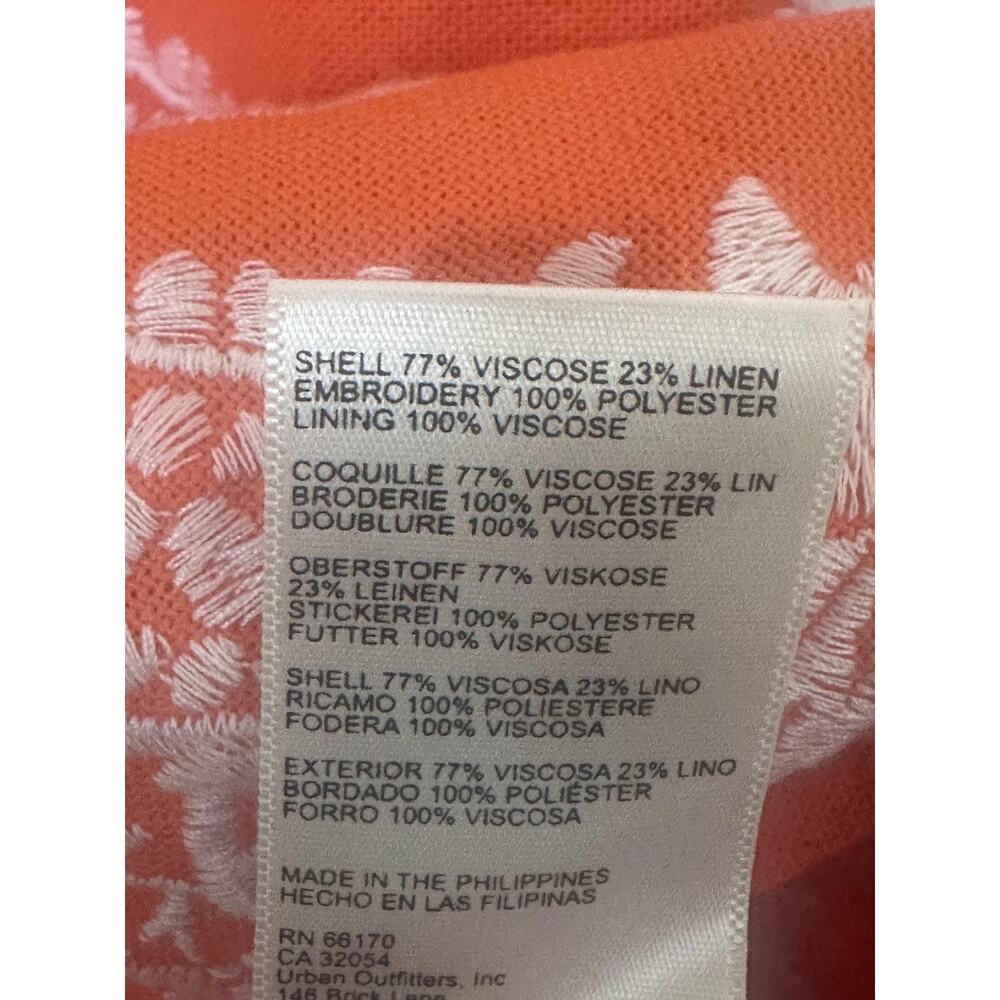 SHELL 77% VISCOSE 23% LINEN
EMBROIDERY 100% POLYESTER
LINING 100% VISCOSE
COQUILLE 77% VISCOSE 23% LIN
BRODERIE 100% POLYESTER
DOUBLURE 100% VISCOSE
OBERSTOFF 77% VISKOSE
23% LEINEN
STICKEREI 100% POLYESTER
FUTTER 100% VISKOSE
SHELL 77% VISCOSA 23% LINO
RICAMO 100% POLIESTERE
FODERA 100% VISCOSA
EXTERIOR 77% VISCOSA 23% LINO
BORDADO 100% POLIÉSTER
FORRO 100% VISCOSA
MADE IN THE PHILIPPINES
HECHO EN LAS FILIPINAS
RN 66170
CA 32054
Urban Outfitters, Inc
146 Brick Lane